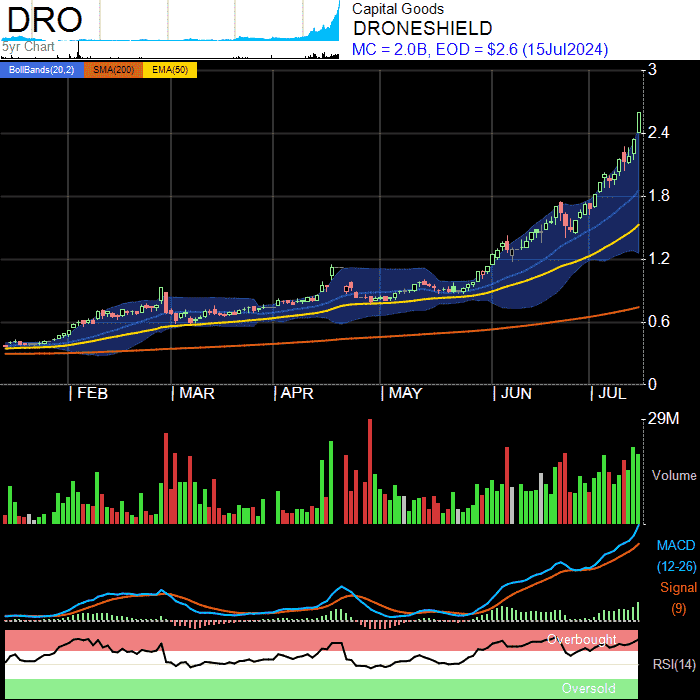 DRO
5yr Chart
Capital Goods
DRONESHIELD
MC = 2.0B, EOD = $2.6 (15Jul2024)
BollBands(20,2) SMA(200) EMA(50)
3
2.4
1.8
1.2
0.6
0
| FEB | MAR | APR | MAY | JUN | JUL
29M
Volume
MACD
(12-26)
Signal
(9)
Overbought
RSI(14)
Oversold